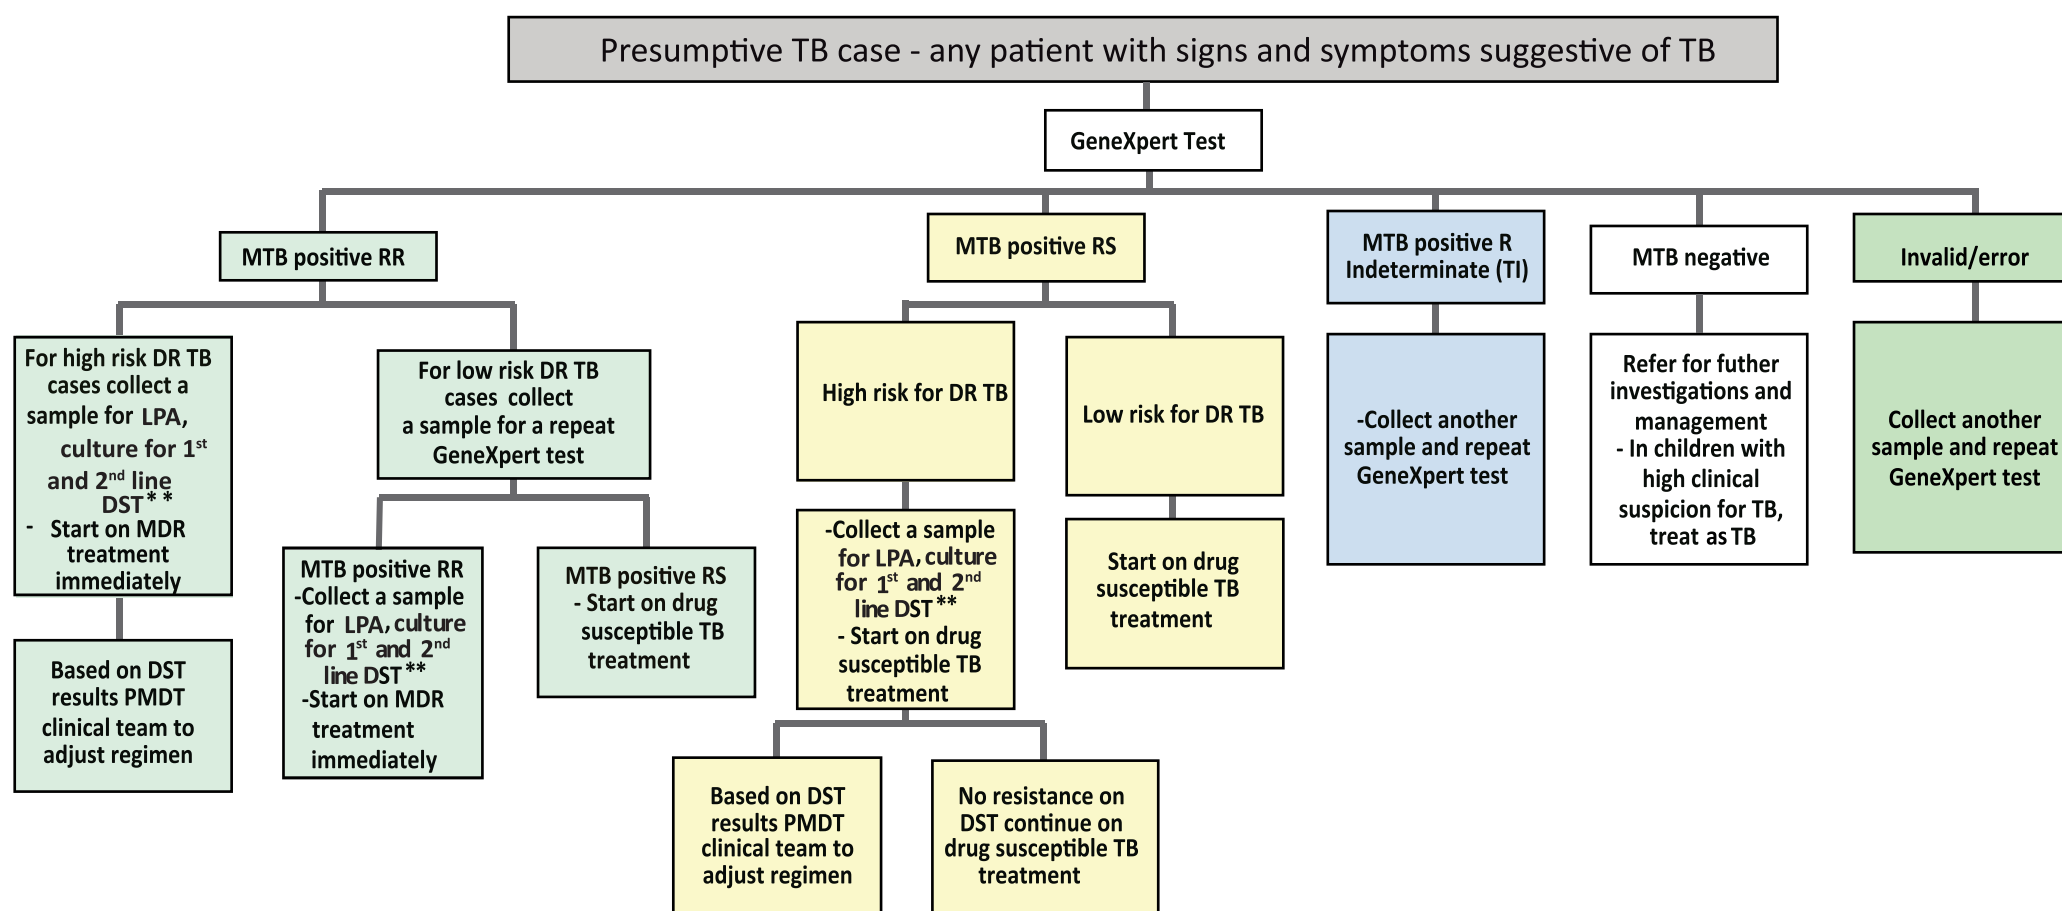 Presumptive TB case - any patient with signs and symptoms suggestive of TB
GeneXpert Test
MTB positive RR
MTB positive RS
MTB positive R
Indeterminate (TI)
MTB negative
Invalid/error
For high risk DR TB
cases collect a
sample for LPA,
culture for 1st
and 2nd line
DST**
- Start on MDR
treatment
immediately
For low risk DR TB
cases collect
a sample for a repeat
GeneXpert test
High risk for DR TB
Low risk for DR TB
-Collect another
sample and repeat
GeneXpert test
Refer for futher
investigations and
management
- In children with
high clinical
suspicion for TB,
treat as TB
Collect another
sample and repeat
GeneXpert test
Based on DST
results PMDT
clinical team to
adjust regimen
MTB positive RR
-Collect a sample
for LPA, culture
for 1st and 2nd
line DST**
-Start on MDR
treatment
immediately
MTB positive RS
- Start on drug
susceptible TB
treatment
-Collect a sample
for LPA, culture
for 1st and 2nd
line DST**
- Start on drug
susceptible TB
treatment
Start on drug
susceptible TB
treatment
Based on DST
results PMDT
clinical team to
adjust regimen
No resistance on
DST continue on
drug susceptible TB
treatment